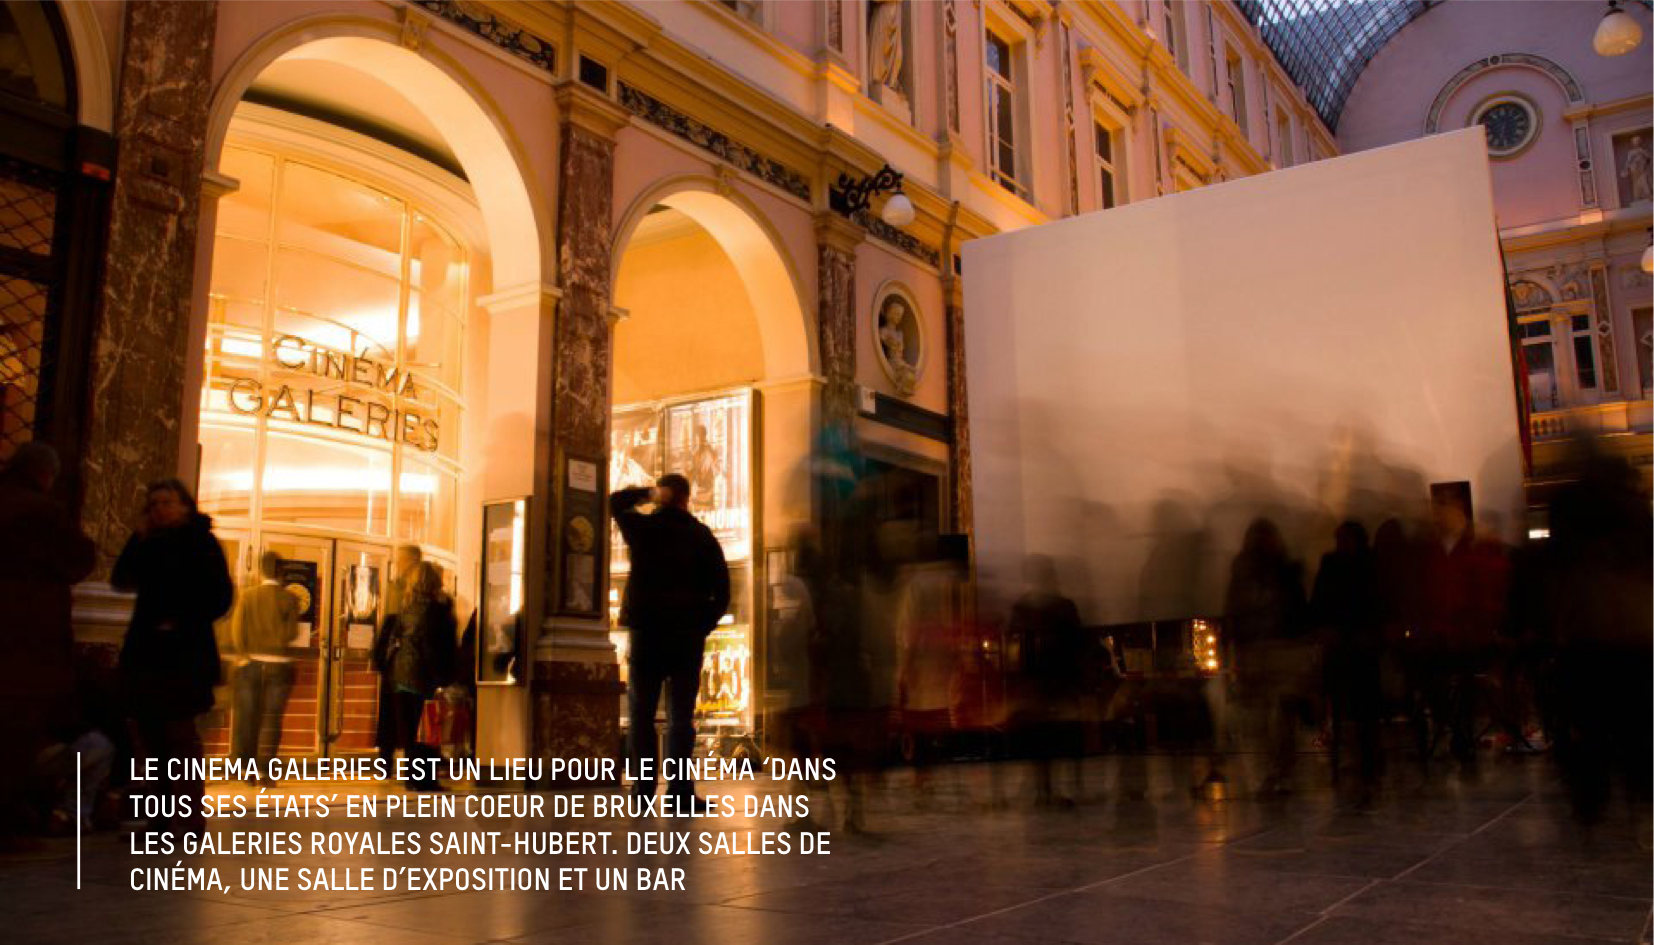 CINÉMA
GALERIES
LE CINEMA GALERIES EST UN LIEU POUR LE CINÉMA ‘DANS
TOUS SES ÉTATS’ EN PLEIN COEUR DE BRUXELLES DANS
LES GALERIES ROYALES SAINT-HUBERT. DEUX SALLES DE
CINÉMA, UNE SALLE D’EXPOSITION ET UN BAR